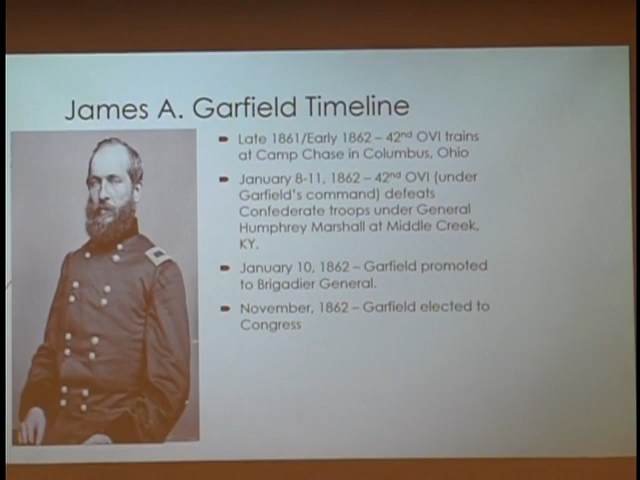 James A. Garfield Timeline
Late 1861/Early 1862 – 42nd OVI trains
at Camp Chase in Columbus, Ohio
January 8-11, 1862 – 42nd OVI (under
Garfield's command) defeats
Confederate troops under General
Humphrey Marshall at Middle Creek,
KY.
January 10, 1862 – Garfield promoted
to Brigadier General.
November, 1862 – Garfield elected to
Congress